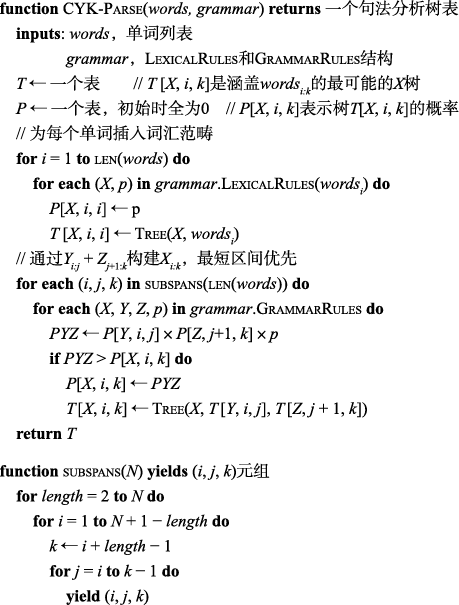 function CYK-PARSE(words, grammar) returns 一个句法分析树表
inputs: words，单词列表
grammar，LEXICALRULES和GRAMMARRULES结构
T ← 一个表 // T [X, i, k]是涵盖words_{i:k}的最可能的X树
P ← 一个表，初始时全为0 // P[X, i, k]表示树T[X, i, k]的概率
// 为每个单词插入词汇范畴
for i = 1 to LEN(words) do
for each (X, p) in grammar.LEXICALRULES(words_i) do
P[X, i, i] ← p
T [X, i, i] ← TREE(X, words_i)
// 通过Y_{i:j} + Z_{j+1:k}构建X_{i:k}，最短区间优先
for each (i, j, k) in SUBSPANS(LEN(words)) do
for each (X, Y, Z, p) in grammar.GRAMMARRULES do
PYZ ← P[Y, i, j] × P[Z, j+1, k] × p
if PYZ > P[X, i, k] do
P[X, i, k] ← PYZ
T[X, i, k] ← TREE(X, T [Y, i, j], T [Z, j + 1, k])
return T
function SUBSPANS(N) yields (i, j, k)元组
for length = 2 to N do
for i = 1 to N + 1 − length do
k ← i + length − 1
for j = i to k − 1 do
yield (i, j, k)